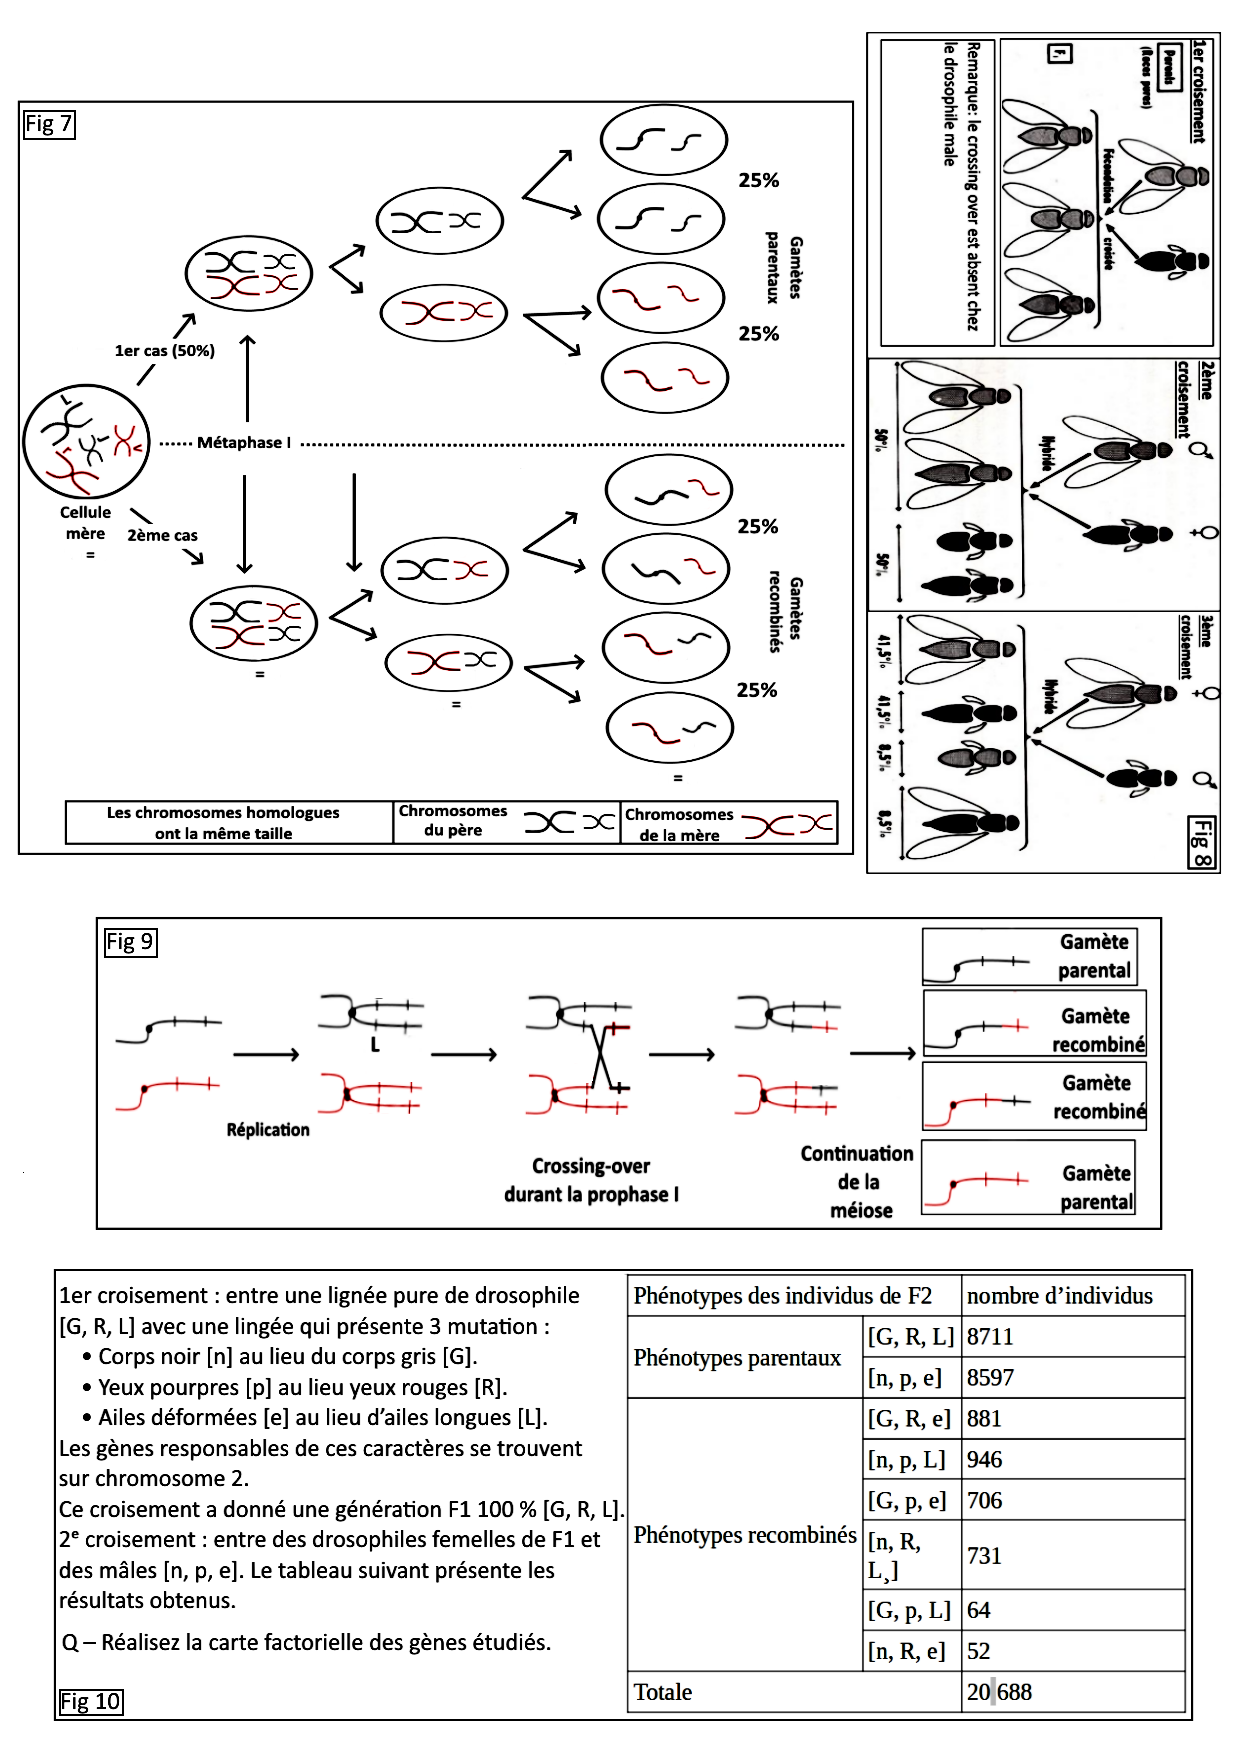 Fig 7
25%
Gamètes
parentaux
25%
1er cas (50%)
Métaphase I
Cellule
mère
=
2ème cas
25%
Gamètes
recombinés
25%
=
=
=
Les chromosomes homologues
ont la même taille
Chromosomes
du père
Chromosomes
de la mère
1er croisement
Parents
(Races pures)
Fécondation
croisée
F₁
Remarque: le crossing over est absent chez
le drosophile male
2ème
croisement
♂
♀
Hybride
50%
50%
3ème
croisement
♀
♂
Hybride
41,5%
41,5%
8,5%
8,5%
Fig 8
Fig 9
L
Réplication
Crossing-over
durant la prophase I
Continuation
de la
méiose
Gamète
parental
Gamète
recombiné
Gamète
recombiné
Gamète
parental
1er croisement : entre une lignée pure de drosophile
[G, R, L] avec une lingée qui présente 3 mutation :
• Corps noir [n] au lieu du corps gris [G].
• Yeux pourpres [p] au lieu yeux rouges [R].
• Ailes déformées [e] au lieu d'ailes longues [L].
Les gènes responsables de ces caractères se trouvent
sur chromosome 2.
Ce croisement a donné une génération F1 100 % [G, R, L].
2e croisement : entre des drosophiles femelles de F1 et
des mâles [n, p, e]. Le tableau suivant présente les
résultats obtenus.
Q – Réalisez la carte factorielle des gènes étudiés.
Fig 10
Phénotypes des individus de F2 nombre d'individus
Phénotypes parentaux
[G, R, L] 8711
[n, p, e] 8597
Phénotypes recombinés
[G, R, e] 881
[n, p, L] 946
[G, p, e] 706
[n, R,
L¸] 731
[G, p, L] 64
[n, R, e] 52
Totale 20 688